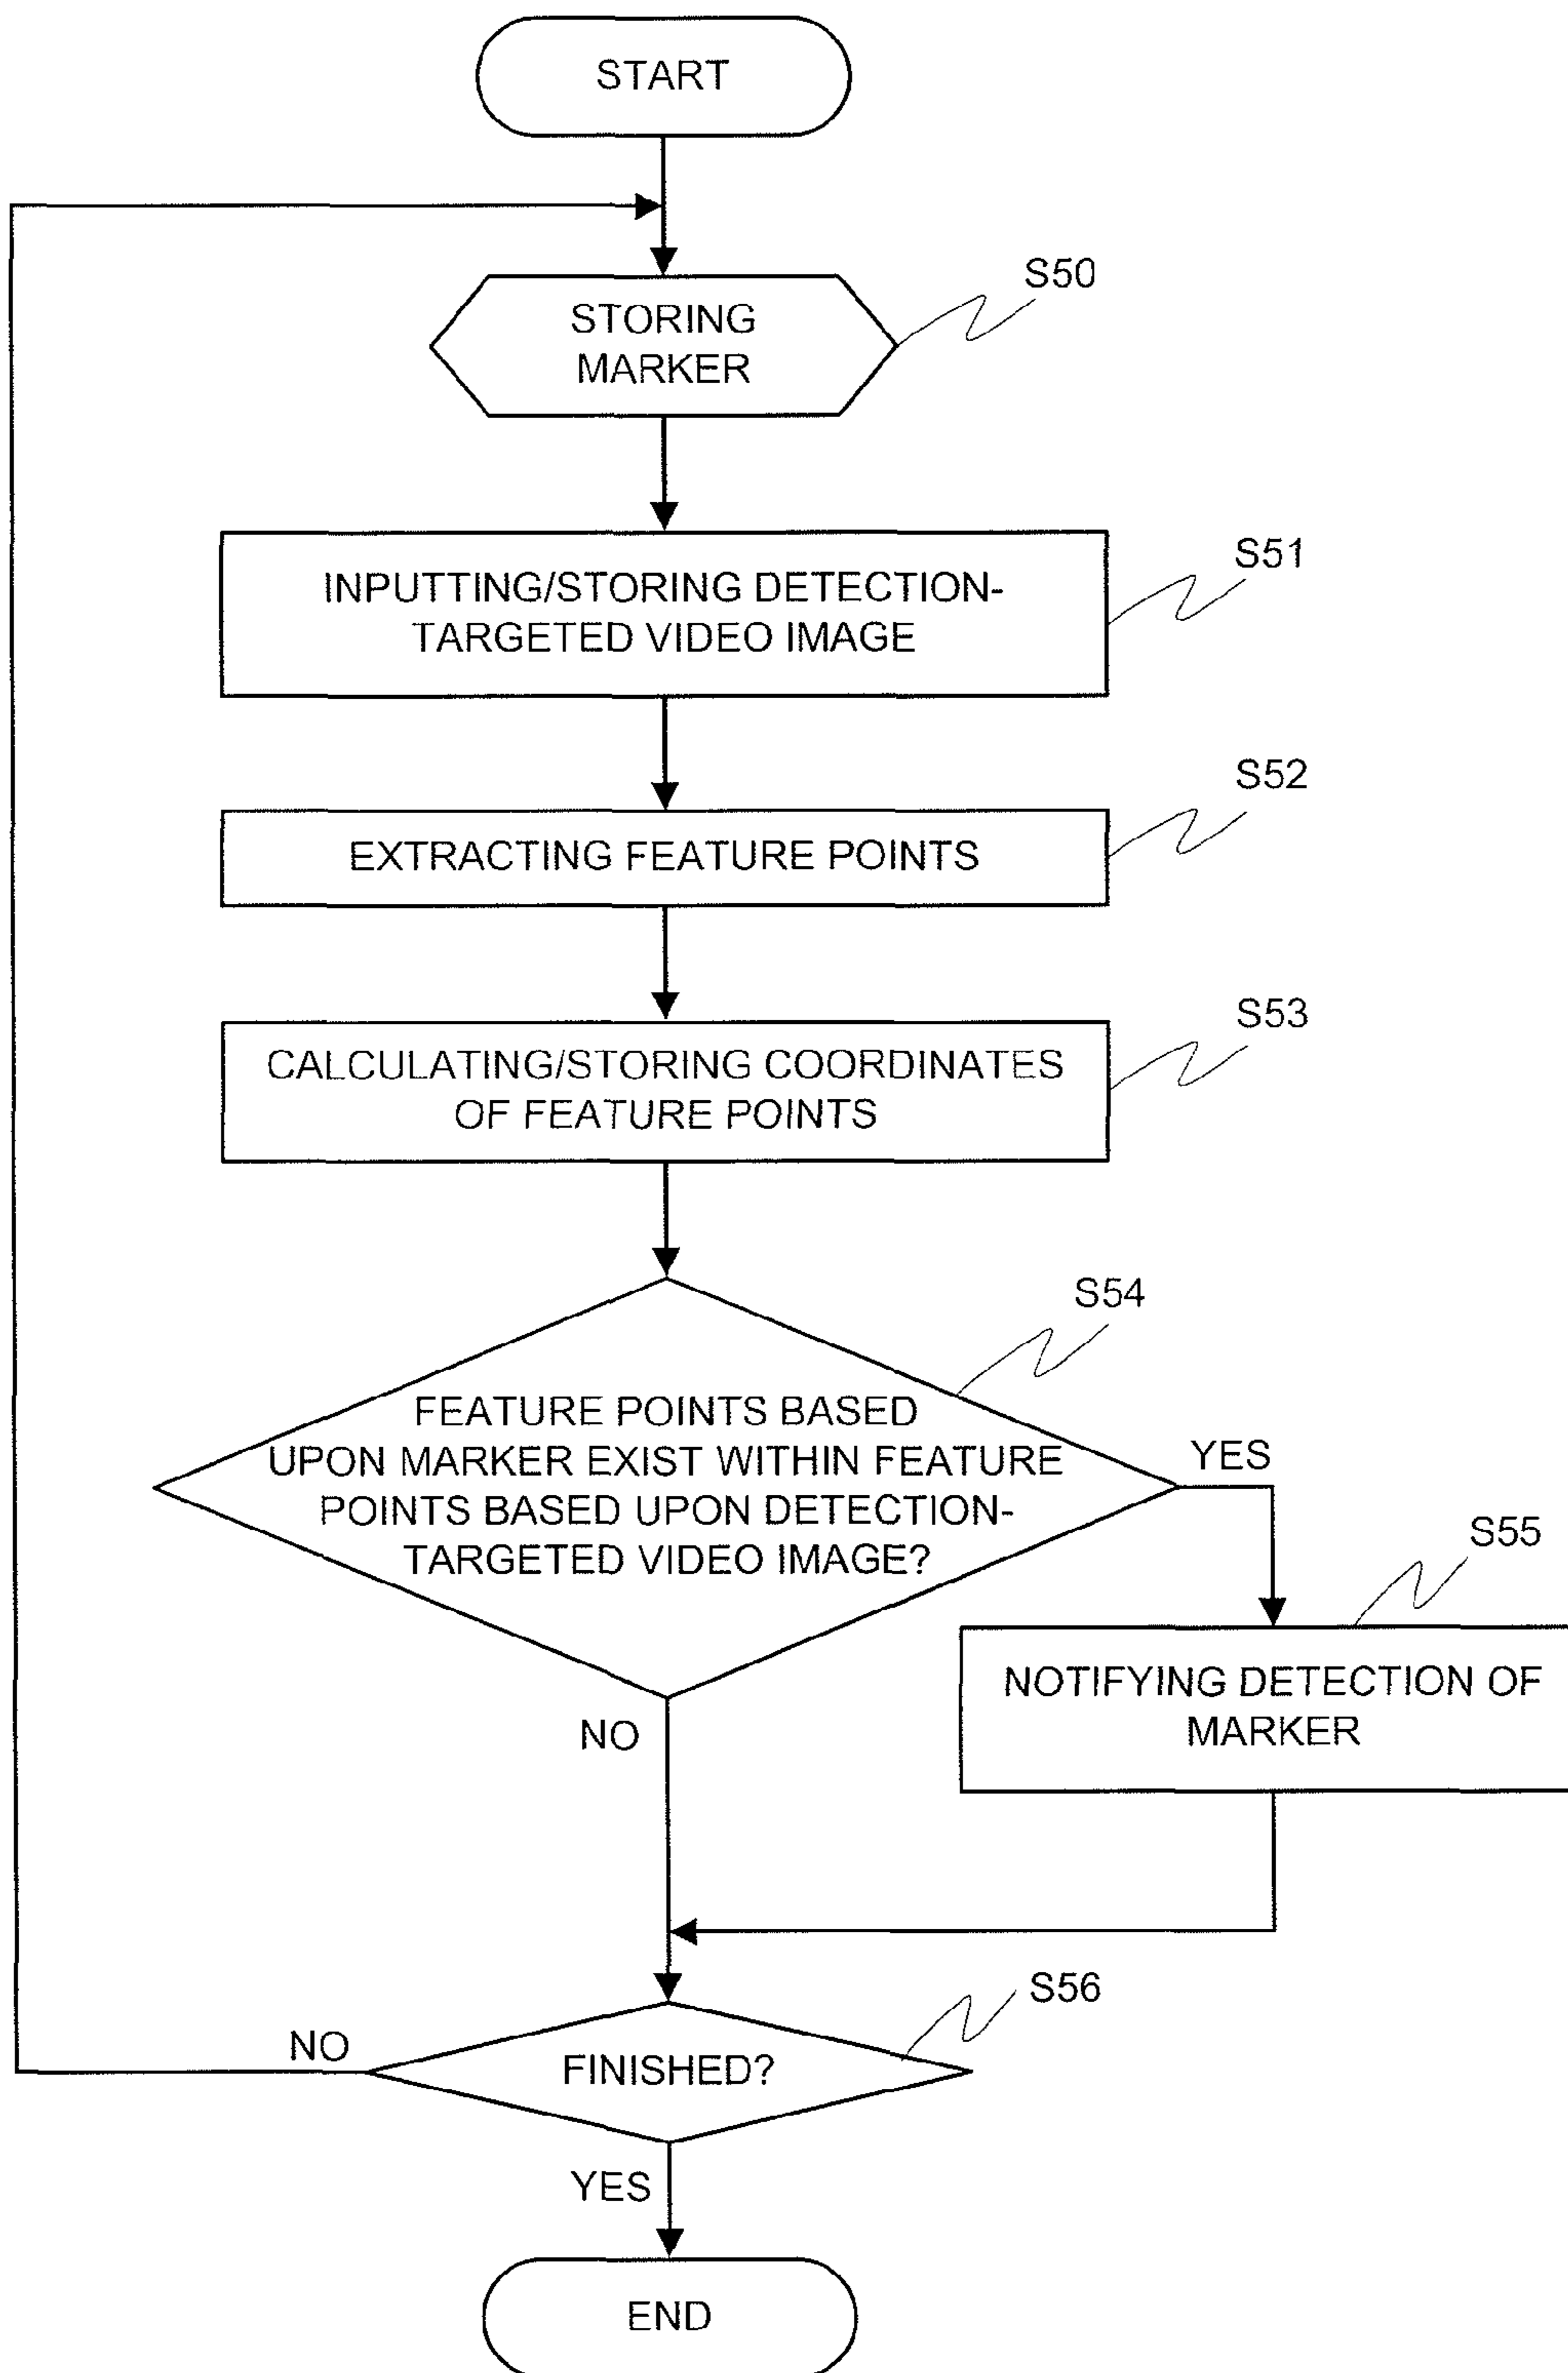 START
S50
STORING
MARKER
S51
INPUTTING/STORING DETECTION-
TARGETED VIDEO IMAGE
S52
EXTRACTING FEATURE POINTS
S53
CALCULATING/STORING COORDINATES
OF FEATURE POINTS
S54
FEATURE POINTS BASED
UPON MARKER EXIST WITHIN FEATURE
POINTS BASED UPON DETECTION-
TARGETED VIDEO IMAGE?
YES
S55
NOTIFYING DETECTION OF
MARKER
NO
S56
NO
FINISHED?
YES
END